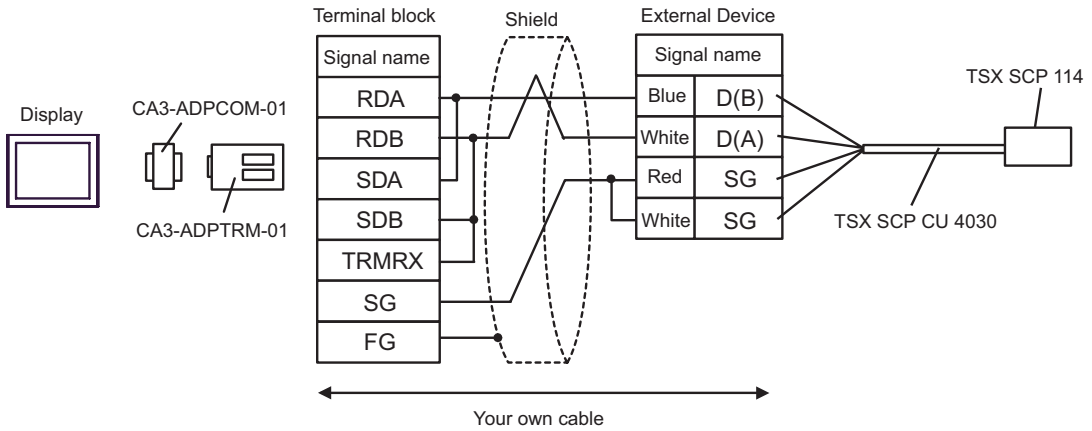 Terminal block
Shield
External Device
Signal name
Signal name
TSX SCP 114
Display
CA3-ADPCOM-01
RDA
Blue D(B)
RDB
White D(A)
SDA
Red SG
SDB
White SG
CA3-ADPTRM-01
TSX SCP CU 4030
TRMRX
SG
FG
Your own cable